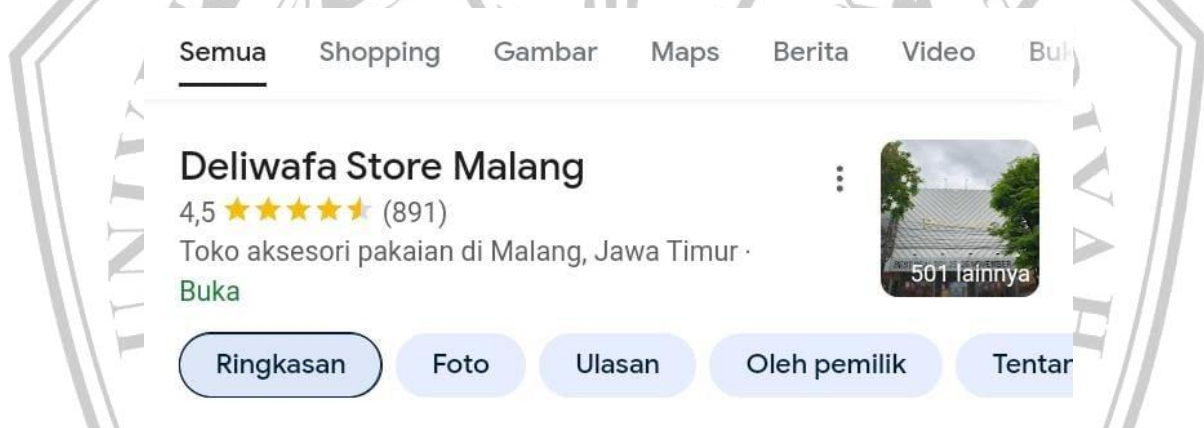 Semua Shopping Gambar Maps Berita Video
Deliwafa Store Malang
4,5 (891)
Toko aksesori pakaian di Malang, Jawa Timur ·
Buka
501 lainnya
Ringkasan Foto Ulasan Oleh pemilik